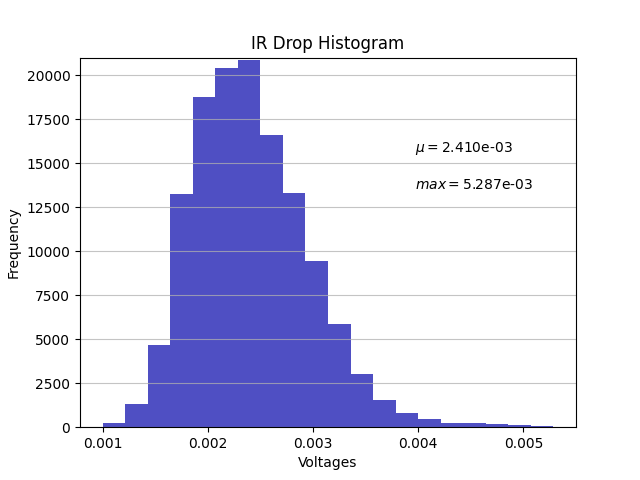 IR Drop Histogram
20000
17500
15000
12500
10000
7500
5000
2500
0
Frequency
μ = 2.410e-03
max = 5.287e-03
0.001 0.002 0.003 0.004 0.005
Voltages